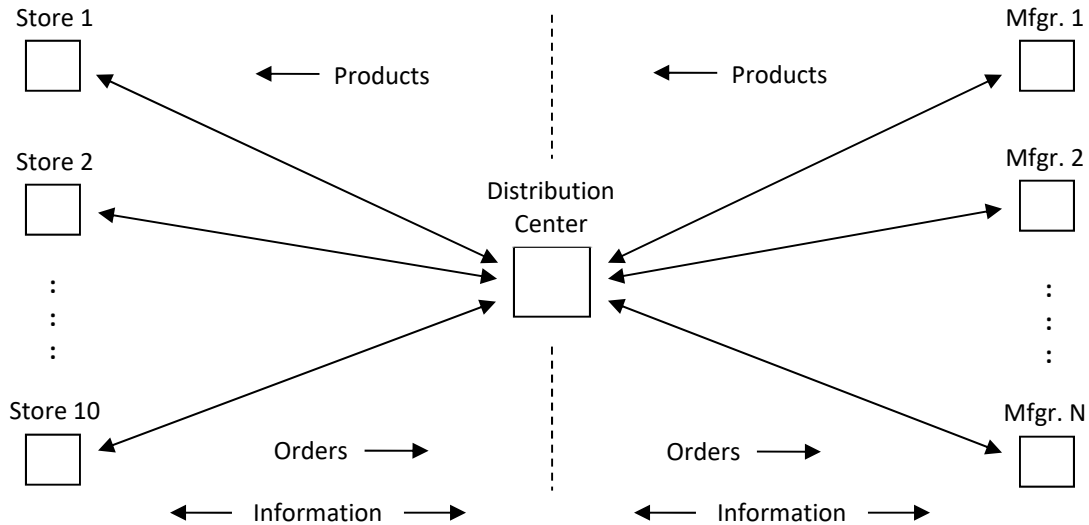 Store 1
Mfgr. 1
Products
Products
Store 2
Mfgr. 2
Distribution
Center
:
:
:
:
Store 10
Mfgr. N
Orders
Orders
Information
Information